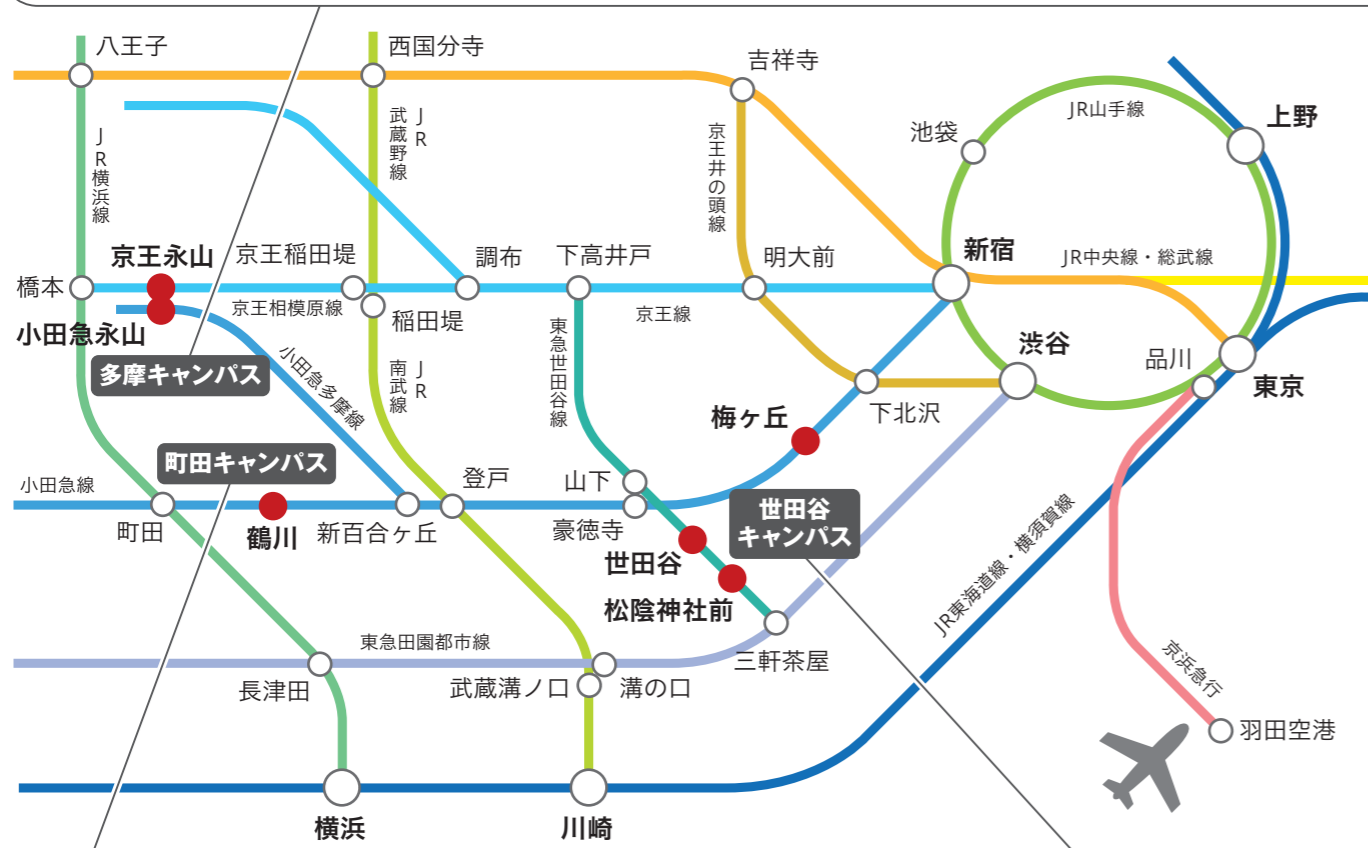 八王子
西国分寺
吉祥寺
JR山手線
上野
池袋
JR横浜線
JR
武蔵野線
京王井の頭線
京王永山
京王稲田堤
調布
下高井戸
明大前
新宿
JR中央線・総武線
橋本
京王相模原線
稲田堤
京王線
小田急永山
多摩キャンパス
小田急多摩線
JR
南武線
東急世田谷線
渋谷
品川
東京
下北沢
梅ヶ丘
町田キャンパス
小田急線
登戸
山下
町田
鶴川
新百合ヶ丘
豪徳寺
世田谷
キャンパス
世田谷
松陰神社前
JR東海道線・横須賀線
東急田園都市線
三軒茶屋
長津田
武蔵溝ノ口
溝の口
京浜急行
羽田空港
横浜
川崎